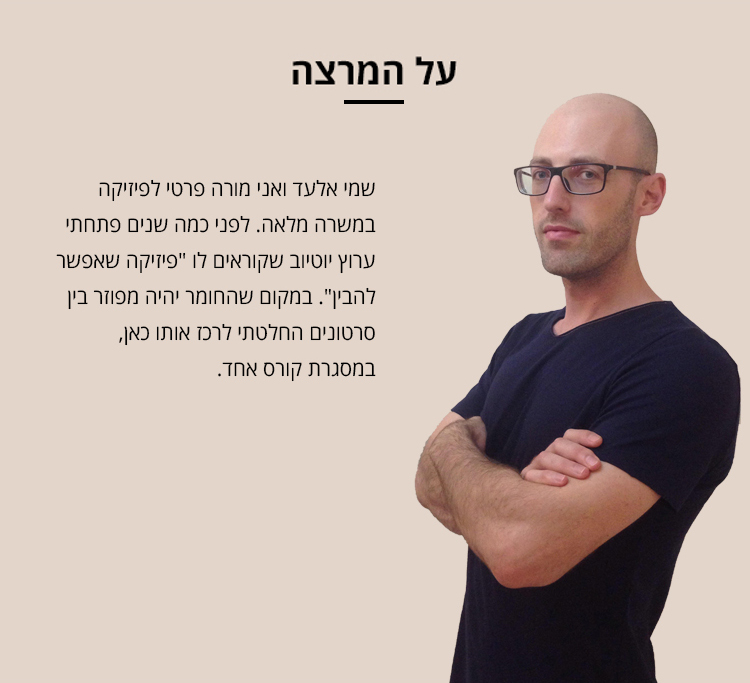 על המרצה
שמי אלעד ואני מורה פרטי לפיזיקה
במשרה מלאה. לפני כמה שנים פתחתי
ערוץ יוטיוב שקוראים לו "פיזיקה שאפשר
להבין". במקום שהחומר יהיה מפוזר בין
סרטונים החלטתי לרכז אותו כאן,
במסגרת קורס אחד.